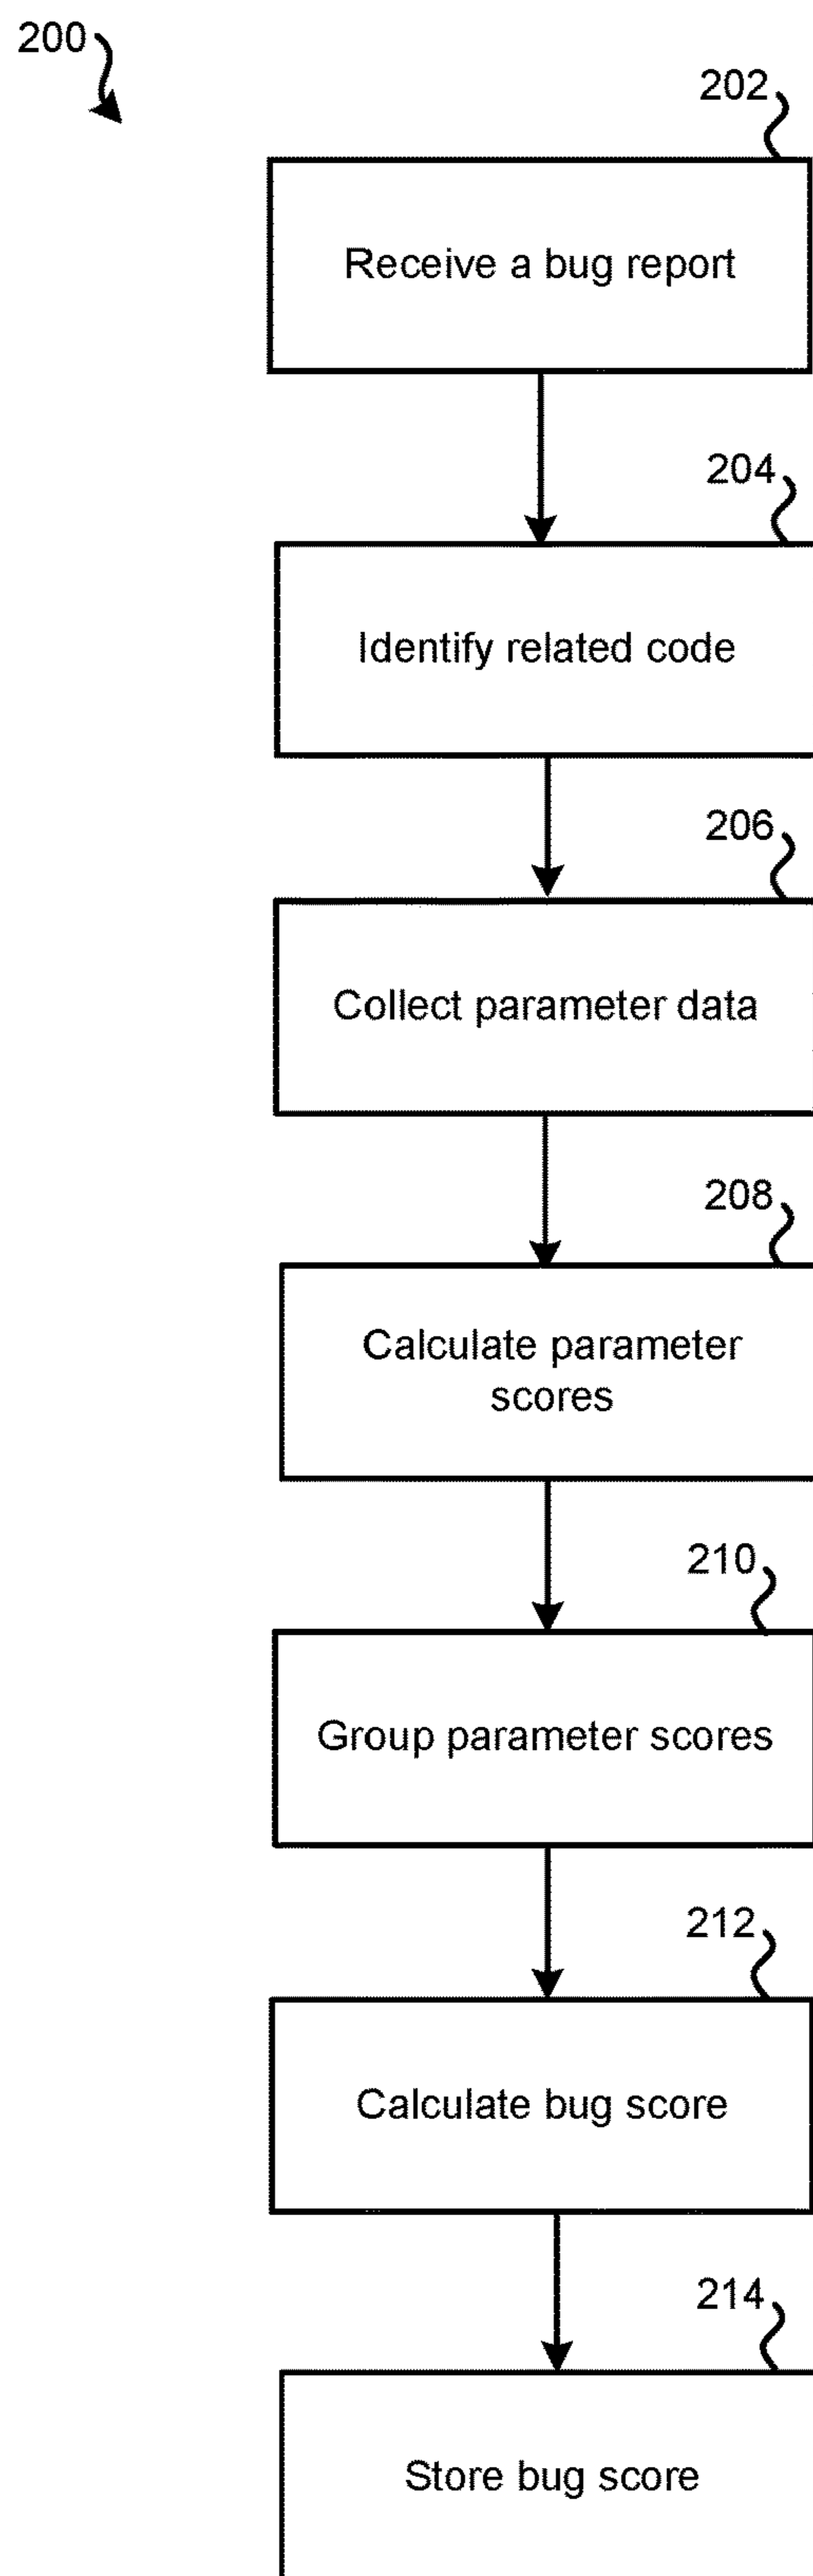 200
202
Receive a bug report
204
Identify related code
206
Collect parameter data
208
Calculate parameter
scores
210
Group parameter scores
212
Calculate bug score
214
Store bug score